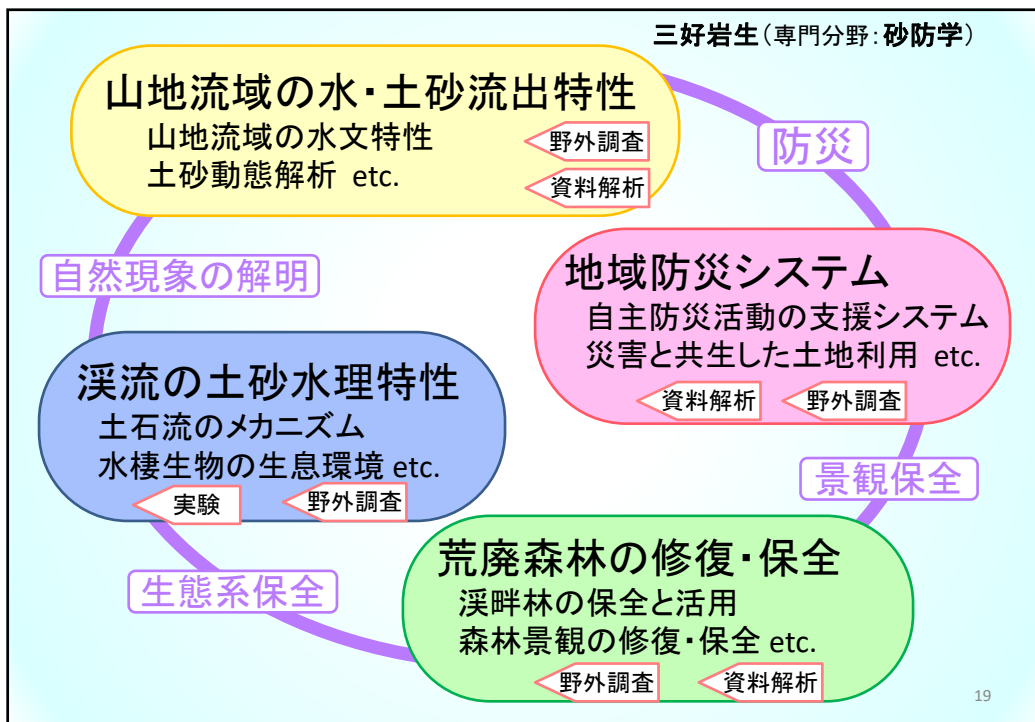 三好岩生(専門分野:砂防学)
山地流域の水・土砂流出特性
山地流域の水文特性
土砂動態解析 etc.
野外調査
資料解析
防災
自然現象の解明
地域防災システム
自主防災活動の支援システム
災害と共生した土地利用 etc.
資料解析
野外調査
渓流の土砂水理特性
土石流のメカニズム
水棲生物の生息環境 etc.
実験
野外調査
景観保全
生態系保全
荒廃森林の修復・保全
渓畔林の保全と活用
森林景観の修復・保全 etc.
野外調査
資料解析
19